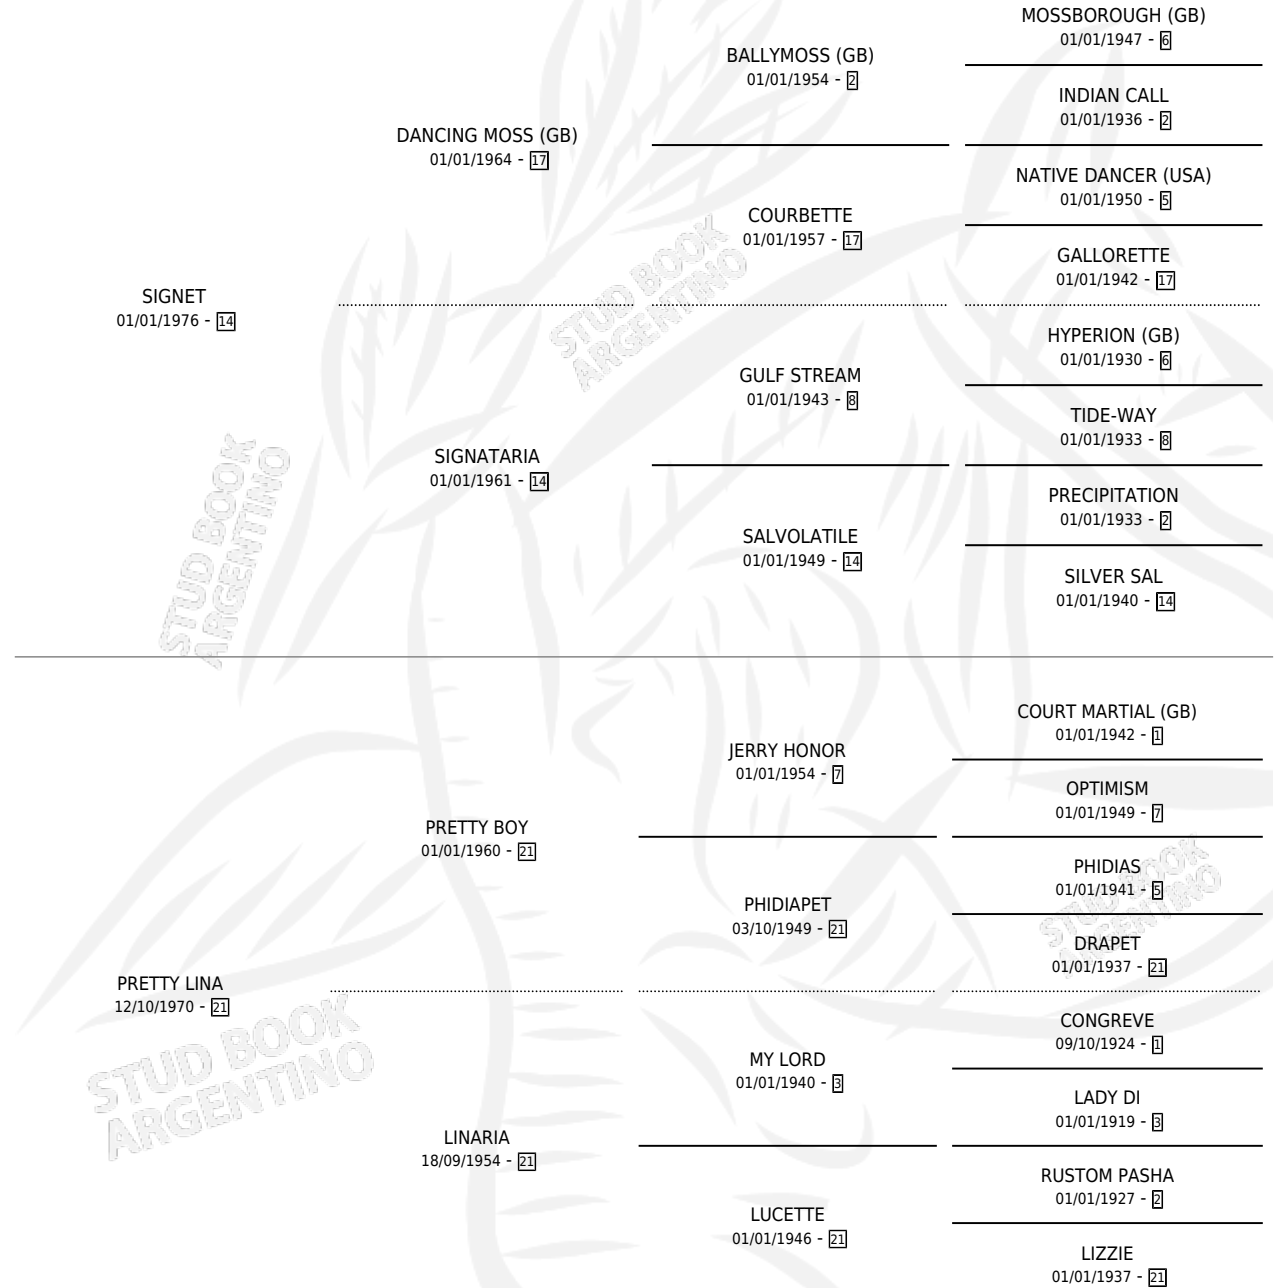 MOSSBOROUGH (GB)
01/01/1947 - 6
BALLYMOSS (GB)
01/01/1954 - 2
INDIAN CALL
01/01/1936 - 2
DANCING MOSS (GB)
01/01/1964 - 17
NATIVE DANCER (USA)
01/01/1950 - 5
COURBETTE
01/01/1957 - 17
GALLORETTE
01/01/1942 - 17
SIGNET
01/01/1976 - 14
HYPERION (GB)
01/01/1930 - 6
GULF STREAM
01/01/1943 - 8
TIDE-WAY
01/01/1933 - 8
SIGNATARIA
01/01/1961 - 14
PRECIPITATION
01/01/1933 - 2
SALVOLATILE
01/01/1949 - 14
SILVER SAL
01/01/1940 - 14
COURT MARTIAL (GB)
01/01/1942 - 1
JERRY HONOR
01/01/1954 - 7
OPTIMISM
01/01/1949 - 7
PRETTY BOY
01/01/1960 - 21
PHIDIAS
01/01/1941 - 5
PHIDIAPET
03/10/1949 - 21
DRAPET
01/01/1937 - 21
PRETTY LINA
12/10/1970 - 21
CONGREVE
09/10/1924 - 1
MY LORD
01/01/1940 - 3
LADY DI
01/01/1919 - 3
LINARIA
18/09/1954 - 21
RUSTOM PASHA
01/01/1927 - 2
LUCETTE
01/01/1946 - 21
LIZZIE
01/01/1937 - 21
STUD BOOK
ARGENTINO
STUD BOOK
ARGENTINO
STUD BOOK
ARGENTINO
STUD BOOK
ARGENTINO